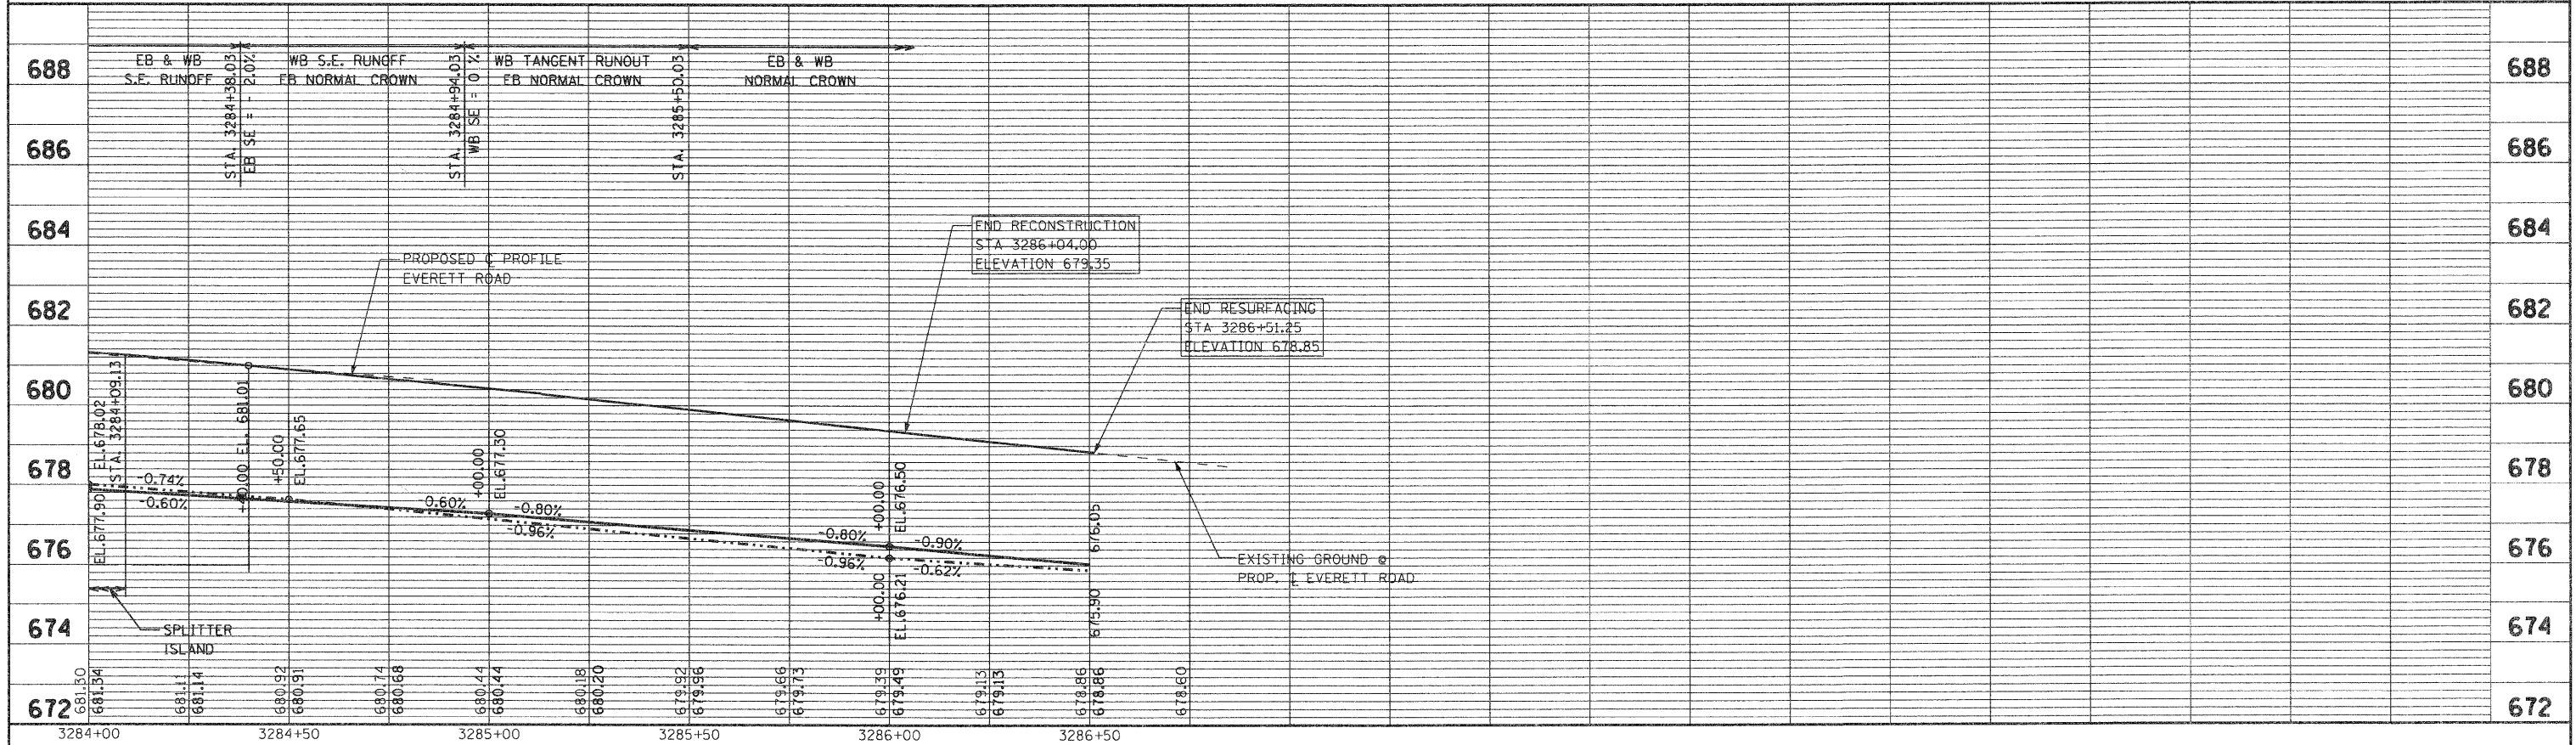 688
686
684
682
680
678
676
674
672
EB & WB
S.E. RUNOFF
STA. 3284+38.03
EB SE = - 2.0%
WB S.E. RUNOFF
EB NORMAL CROWN
STA. 3284+94.03
WB SE = 0 %
WB TANGENT RUNOUT
EB NORMAL CROWN
STA. 3285+50.03
EB & WB
NORMAL CROWN
END RECONSTRUCTION
STA 3286+04.00
ELEVATION 679.35
PROPOSED ℄ PROFILE
EVERETT ROAD
END RESURFACING
STA 3286+51.25
ELEVATION 678.85
EL.677.90
EL.678.02
STA. 3284+09.13
+40.00 EL. 681.01
+50.00
EL.677.65
+00.00
EL.677.30
+00.00
EL.676.50
676.05
-0.74%
-0.60%
-0.60%
-0.80%
-0.96%
-0.80%
-0.90%
-0.96%
-0.62%
+00.00
EL.676.21
675.90
EXISTING GROUND @
PROP. ℄ EVERETT ROAD
SPLITTER
ISLAND
681.30
681.34
681.11
681.14
680.92
680.91
680.74
680.68
680.44
680.44
680.18
680.20
679.92
679.96
679.66
679.73
679.39
679.49
679.13
679.13
678.86
678.86
678.60
3284+00
3284+50
3285+00
3285+50
3286+00
3286+50
688
686
684
682
680
678
676
674
672